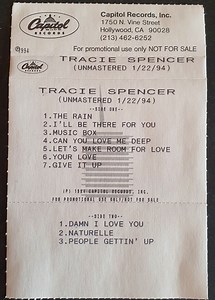 Capitol
RECORDS
Capitol Records, Inc.
1750 N. Vine Street
Hollywood, CA 90028
(213) 462-6252
For promotional use only NOT FOR SALE
TRACIE SPENCER
(UNMASTERED 1/22/94)
TRACIE SPENCER
(UNMASTERED 1/22/94)
SIDE ONE
1.THE RAIN
2.I'LL BE THERE FOR YOU
3.MUSIC BOX
4.CAN YOU LOVE ME DEEP
5.LET'S MAKE ROOM FOR LOVE
6.YOUR LOVE
7.GIVE IT UP
(P) 1994 CAPITOL RECORDS, INC.
FOR PROMOTIONAL USE ONLY/NOT FOR SALE
SIDE TWO
1.DAMN I LOVE YOU
2.NATURELLE
3.PEOPLE GETTIN' UP